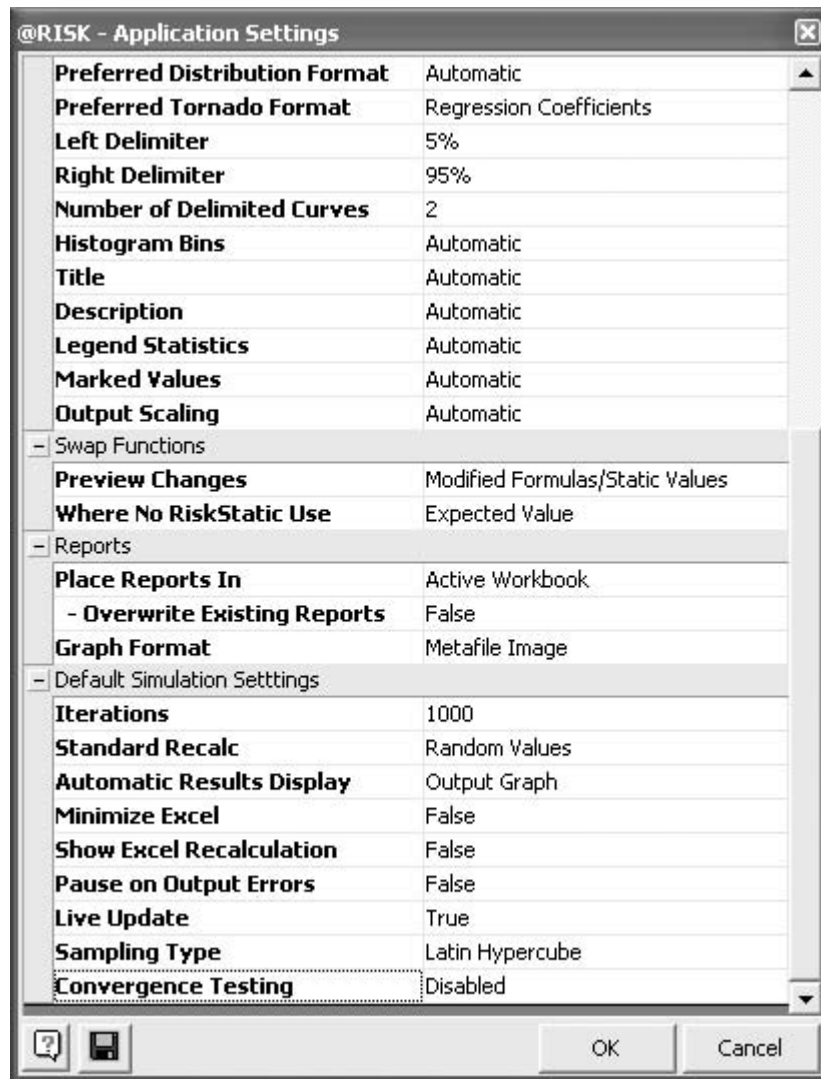 @RISK - Application Settings
Preferred Distribution Format Automatic
Preferred Tornado Format Regression Coefficients
Left Delimiter 5%
Right Delimiter 95%
Number of Delimited Curves 2
Histogram Bins Automatic
Title Automatic
Description Automatic
Legend Statistics Automatic
Marked Values Automatic
Output Scaling Automatic
Swap Functions
Preview Changes Modified Formulas/Static Values
Where No RiskStatic Use Expected Value
Reports
Place Reports In Active Workbook
- Overwrite Existing Reports False
Graph Format Metafile Image
Default Simulation Setttings
Iterations 1000
Standard Recalc Random Values
Automatic Results Display Output Graph
Minimize Excel False
Show Excel Recalculation False
Pause on Output Errors False
Live Update True
Sampling Type Latin Hypercube
Convergence Testing Disabled
OK Cancel